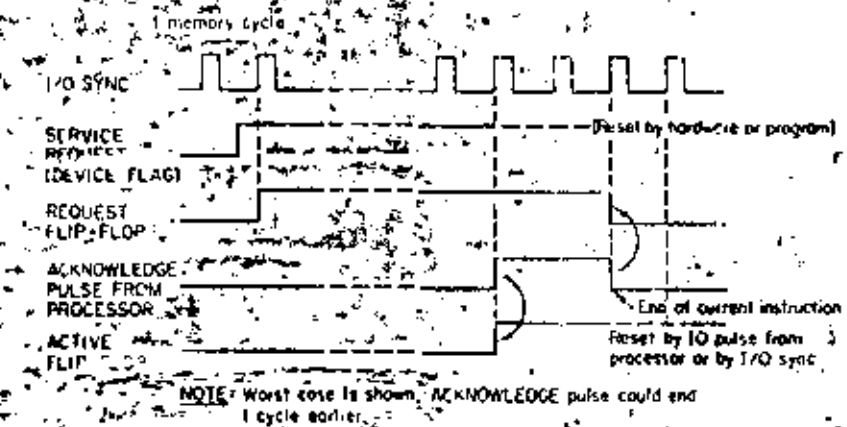 1 memory cycle
I/O SYNC
SERVICE
REQUEST
(DEVICE FLAG)
[Reset by hardware or program]
REQUEST
FLIP-FLOP
ACKNOWLEDGE
PULSE FROM
PROCESSOR
End of current instruction
ACTIVE
FLIP-FLOP
Reset by IO pulse from
processor or by I/O sync
NOTE: Worst case is shown, ACKNOWLEDGE pulse could end
1 cycle earlier.